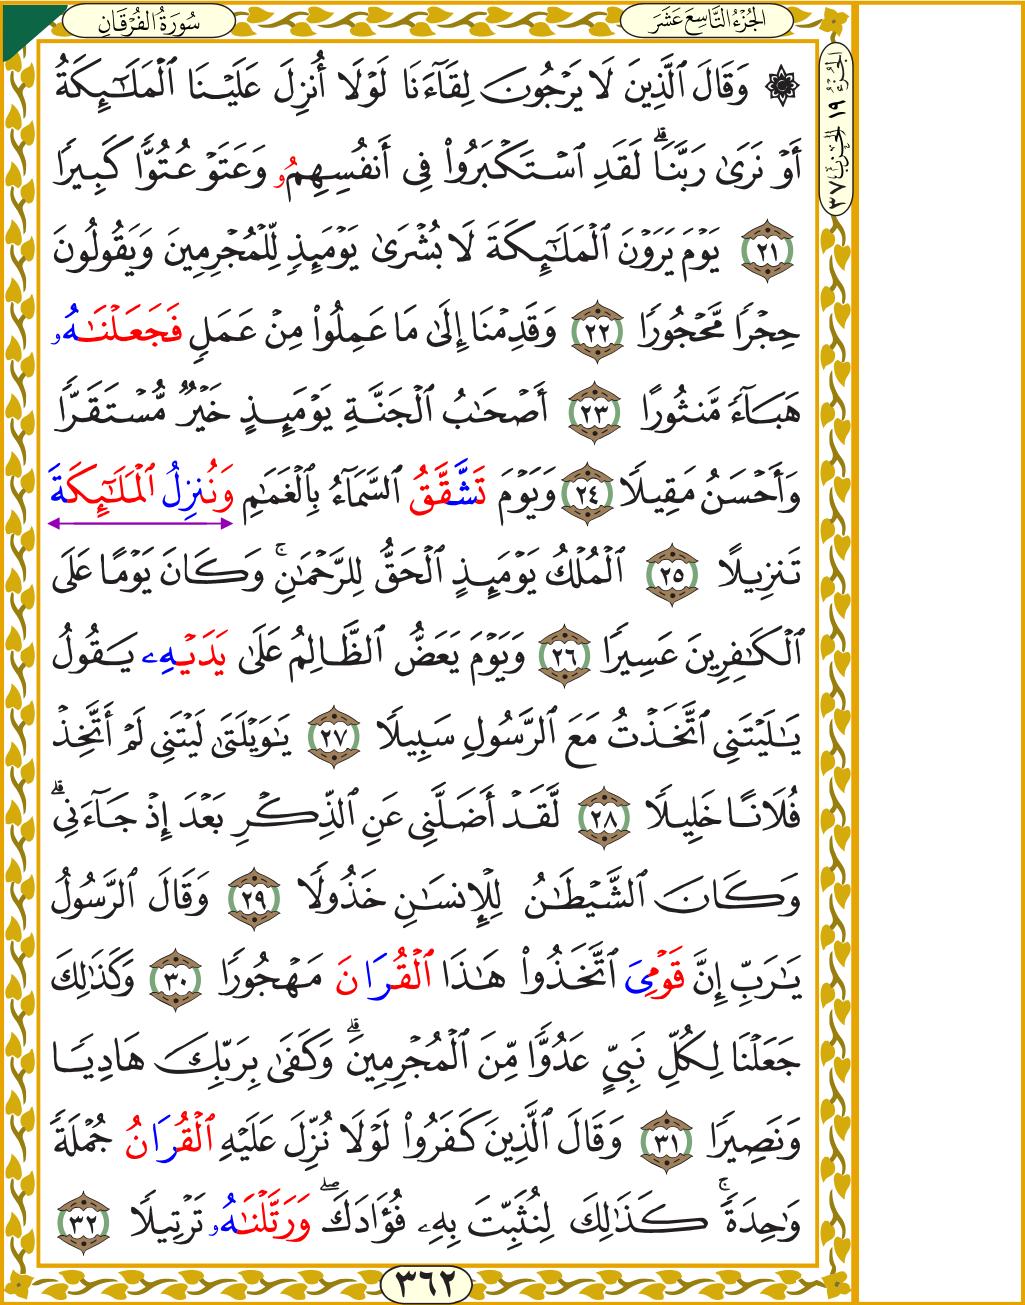 سُورَةُ الفُرْقَانِ
الجُزْءُ التَّاسِعَ عَشَرَ
الجُزْءُ ١٩ الحِزْبُ ٣٧
۞ وَقَالَ ٱلَّذِينَ لَا يَرْجُونَ لِقَآءَنَا لَوْلَآ أُنزِلَ عَلَيْنَا ٱلْمَلَٰٓئِكَةُ
أَوْ نَرَىٰ رَبَّنَاۗ لَقَدِ ٱسْتَكْبَرُوا۟ فِىٓ أَنفُسِهِمُۥ وَعَتَوْ عُتُوًّا كَبِيرًا
٢١ يَوْمَ يَرَوْنَ ٱلْمَلَٰٓئِكَةَ لَا بُشْرَىٰ يَوْمَئِذٍ لِّلْمُجْرِمِينَ وَيَقُولُونَ
حِجْرًا مَّحْجُورًا ٢٢ وَقَدِمْنَآ إِلَىٰ مَا عَمِلُوا۟ مِنْ عَمَلٍ فَجَعَلْنَٰهُۥ
هَبَآءً مَّنثُورًا ٢٣ أَصْحَٰبُ ٱلْجَنَّةِ يَوْمَئِذٍ خَيْرٌ مُّسْتَقَرًّا
وَأَحْسَنُ مَقِيلًا ٢٤ وَيَوْمَ تَشَّقَّقُ ٱلسَّمَآءُ بِٱلْغَمَٰمِ وَنُنزِلُ ٱلْمَلَٰٓئِكَةَ
تَنزِيلًا ٢٥ ٱلْمُلْكُ يَوْمَئِذٍ ٱلْحَقُّ لِلرَّحْمَٰنِۚ وَكَانَ يَوْمًا عَلَى
ٱلْكَٰفِرِينَ عَسِيرًا ٢٦ وَيَوْمَ يَعَضُّ ٱلظَّالِمُ عَلَىٰ يَدَيْهِۦ يَقُولُ
يَٰلَيْتَنِى ٱتَّخَذْتُ مَعَ ٱلرَّسُولِ سَبِيلًا ٢٧ يَٰوَيْلَتَىٰ لَيْتَنِى لَمْ أَتَّخِذْ
فُلَانًا خَلِيلًا ٢٨ لَّقَدْ أَضَلَّنِى عَنِ ٱلذِّكْرِ بَعْدَ إِذْ جَآءَنِىۗ
وَكَانَ ٱلشَّيْطَٰنُ لِلْإِنسَٰنِ خَذُولًا ٢٩ وَقَالَ ٱلرَّسُولُ
يَٰرَبِّ إِنَّ قَوْمِىَ ٱتَّخَذُوا۟ هَٰذَا ٱلْقُرَانَ مَهْجُورًا ٣٠ وَكَذَٰلِكَ
جَعَلْنَا لِكُلِّ نَبِىٍّ عَدُوًّا مِّنَ ٱلْمُجْرِمِينَۗ وَكَفَىٰ بِرَبِّكَ هَادِيًا
وَنَصِيرًا ٣١ وَقَالَ ٱلَّذِينَ كَفَرُوا۟ لَوْلَا نُزِّلَ عَلَيْهِ ٱلْقُرَانُ جُمْلَةً
وَٰحِدَةًۚ كَذَٰلِكَ لِنُثَبِّتَ بِهِۦ فُؤَادَكَۖ وَرَتَّلْنَٰهُۥ تَرْتِيلًا ٣٢
٣٦٢